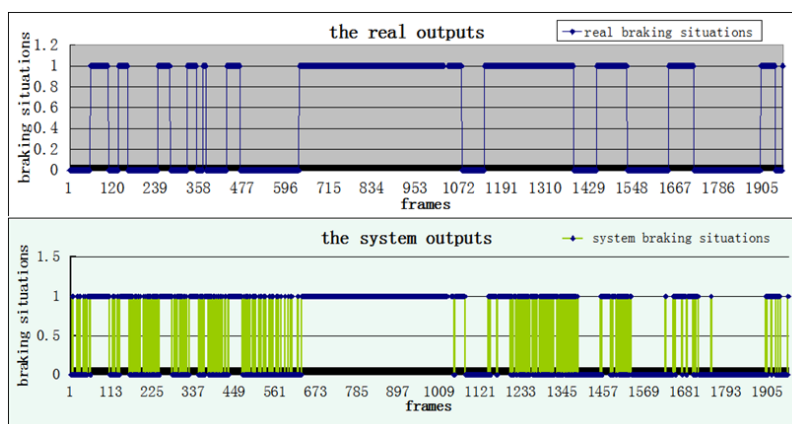 the real outputs
real braking situations
braking situations
1.2
1
0.8
0.6
0.4
0.2
0
1 120 239 358 477 596 715 834 953 1072 1191 1310 1429 1548 1667 1786 1905
frames
the system outputs
system braking situations
braking situations
1.5
1
0.5
0
1 113 225 337 449 561 673 785 897 1009 1121 1233 1345 1457 1569 1681 1793 1905
frames